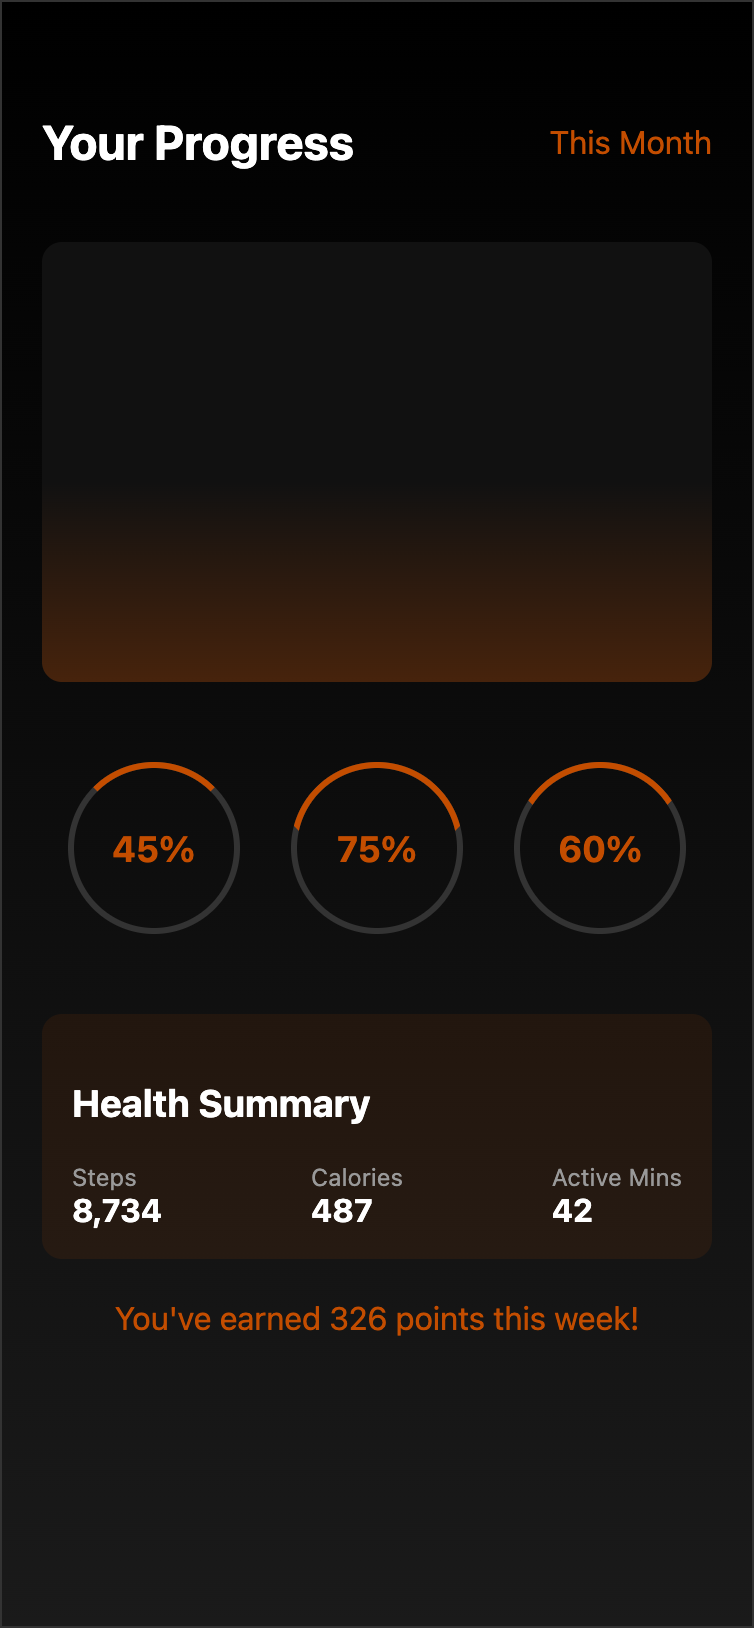 Your Progress
This Month
45%
75%
60%
Health Summary
Steps
Calories
Active Mins
8,734
487
42
You've earned 326 points this week!